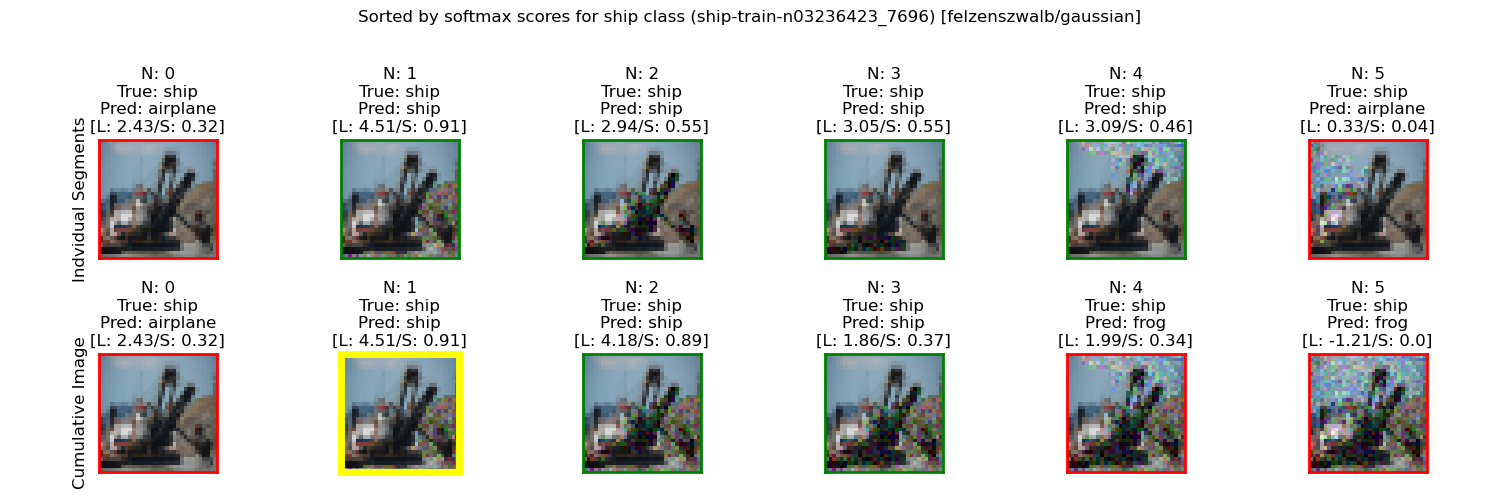 Sorted by softmax scores for ship class (ship-train-n03236423_7696) [felzenszwalb/gaussian]
Indvidual Segments
N: 0
True: ship
Pred: airplane
[L: 2.43/S: 0.32]
N: 1
True: ship
Pred: ship
[L: 4.51/S: 0.91]
N: 2
True: ship
Pred: ship
[L: 2.94/S: 0.55]
N: 3
True: ship
Pred: ship
[L: 3.05/S: 0.55]
N: 4
True: ship
Pred: ship
[L: 3.09/S: 0.46]
N: 5
True: ship
Pred: airplane
[L: 0.33/S: 0.04]
Cumulative Image
N: 0
True: ship
Pred: airplane
[L: 2.43/S: 0.32]
N: 1
True: ship
Pred: ship
[L: 4.51/S: 0.91]
N: 2
True: ship
Pred: ship
[L: 4.18/S: 0.89]
N: 3
True: ship
Pred: ship
[L: 1.86/S: 0.37]
N: 4
True: ship
Pred: frog
[L: 1.99/S: 0.34]
N: 5
True: ship
Pred: frog
[L: -1.21/S: 0.0]